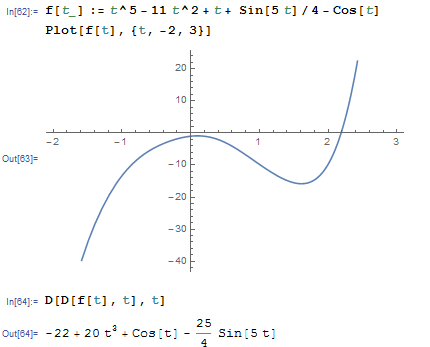 In[62]:= f[t_] := t^5 - 11 t^2 + t + Sin[5 t] / 4 - Cos[t]
Plot[f[t], {t, -2, 3}]
20
10
-2 -1 1 2 3
Out[63]=
-10
-20
-30
-40
In[64]:= D[D[f[t], t], t]
Out[64]= -22 + 20 t³ + Cos[t] - 25/4 Sin[5 t]